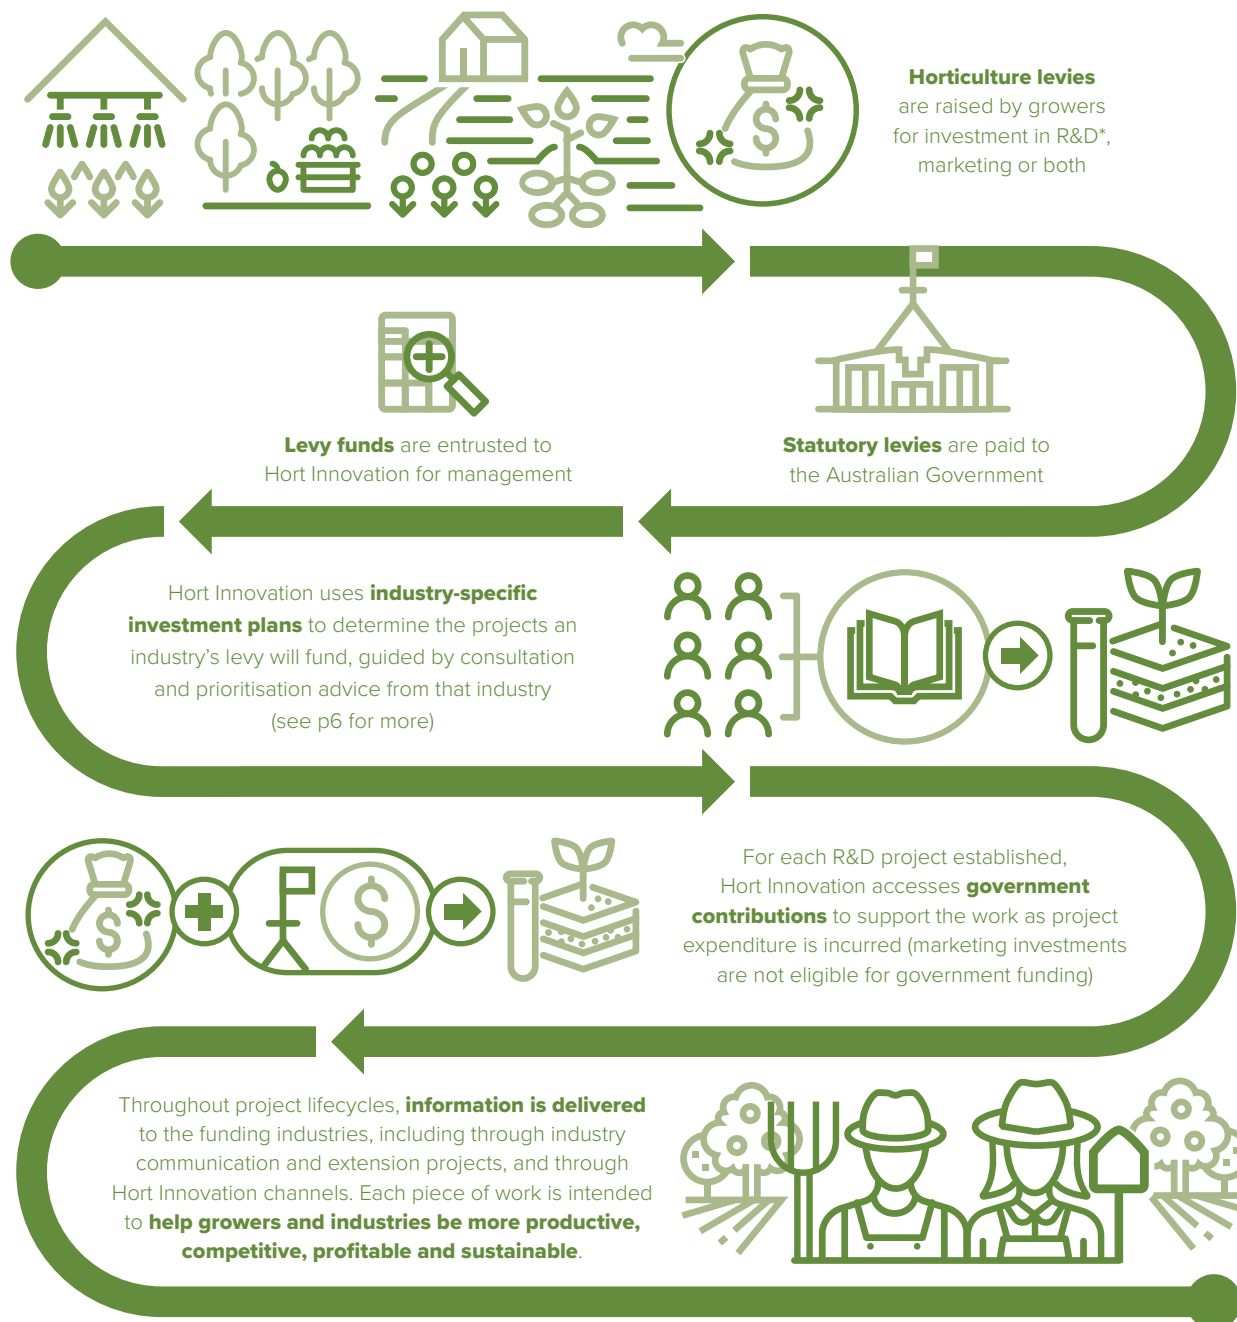 Horticulture levies
are raised by growers
for investment in R&D*,
marketing or both
Statutory levies are paid to
the Australian Government
Levy funds are entrusted to
Hort Innovation for management
Hort Innovation uses industry-specific
investment plans to determine the projects an
industry’s levy will fund, guided by consultation
and prioritisation advice from that industry
(see p6 for more)
For each R&D project established,
Hort Innovation accesses government
contributions to support the work as project
expenditure is incurred (marketing investments
are not eligible for government funding)
Throughout project lifecycles, information is delivered
to the funding industries, including through industry
communication and extension projects, and through
Hort Innovation channels. Each piece of work is intended
to help growers and industries be more productive,
competitive, profitable and sustainable.